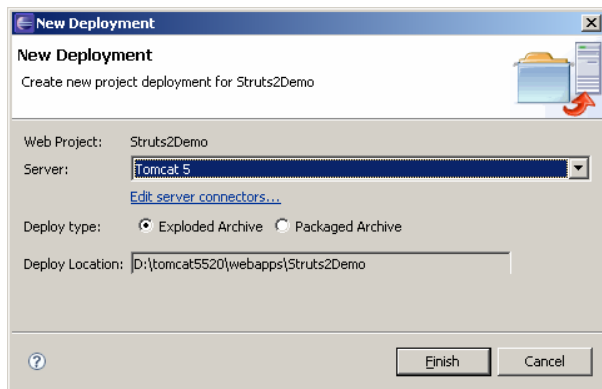 New Deployment
New Deployment
Create new project deployment for Struts2Demo
Web Project: Struts2Demo
Server: Tomcat 5
Edit server connectors...
Deploy type: Exploded Archive Packaged Archive
Deploy Location: D:\tomcat5520\webapps\Struts2Demo
? Finish Cancel